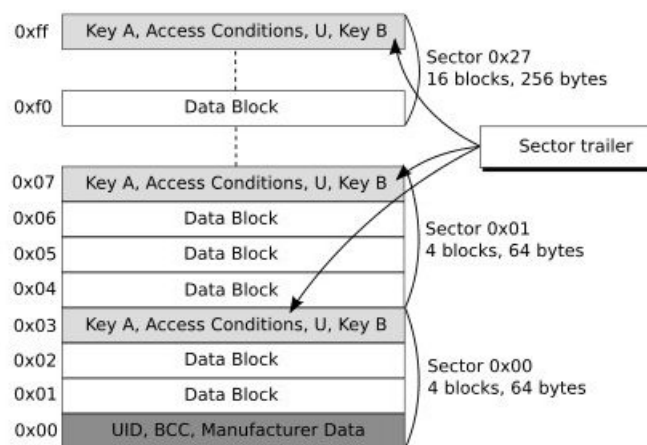 0xff Key A, Access Conditions, U, Key B
Sector 0x27
16 blocks, 256 bytes
0xf0 Data Block
Sector trailer
0x07 Key A, Access Conditions, U, Key B
0x06 Data Block
Sector 0x01
4 blocks, 64 bytes
0x05 Data Block
0x04 Data Block
0x03 Key A, Access Conditions, U, Key B
0x02 Data Block
Sector 0x00
4 blocks, 64 bytes
0x01 Data Block
0x00 UID, BCC, Manufacturer Data